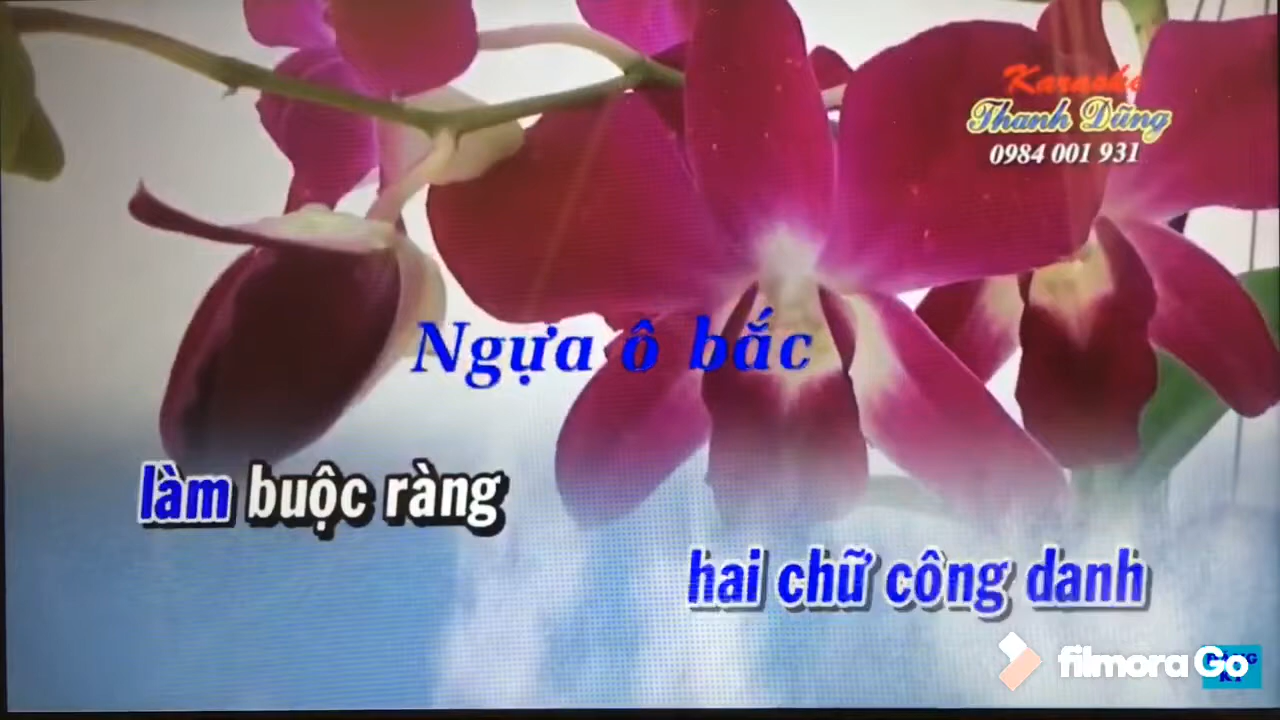 Karaoke
Thanh Dũng
0984 001 931
Ngựa ô bắc
làm buộc ràng
hai chữ công danh
filmora Go